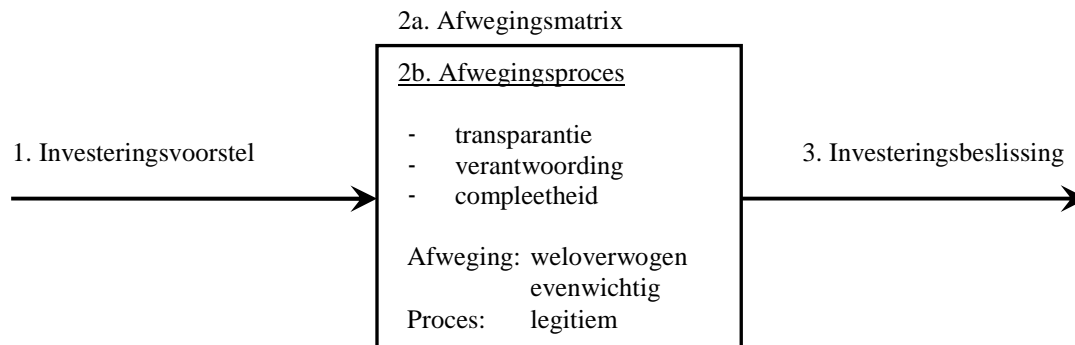 2a. Afwegingsmatrix
2b. Afwegingsproces
- transparantie
1. Investeringsvoorstel
- verantwoording
3. Investeringsbeslissing
- compleetheid
Afweging: weloverwogen
evenwichtig
Proces: legitiem